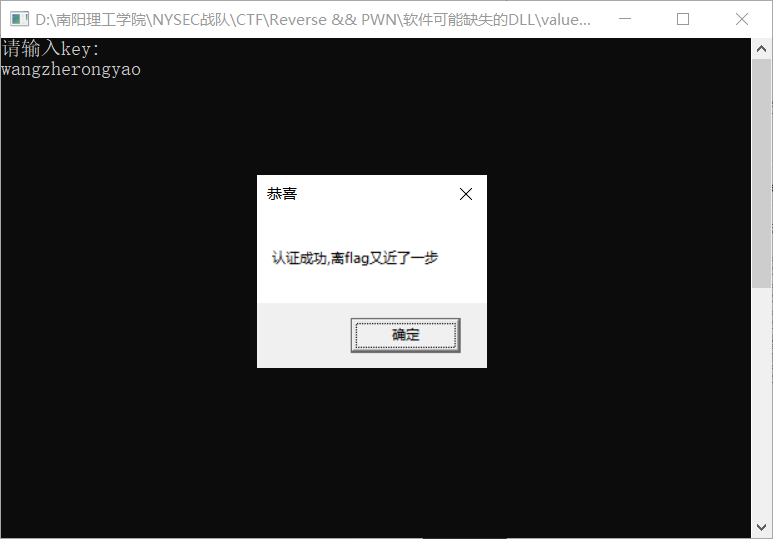 D:\南阳理工学院\NYSEC战队\CTF\Reverse && PWN\软件可能缺失的DLL\value...
请输入key:
wangzherongyao
恭喜
认证成功,离flag又近了一步
确定